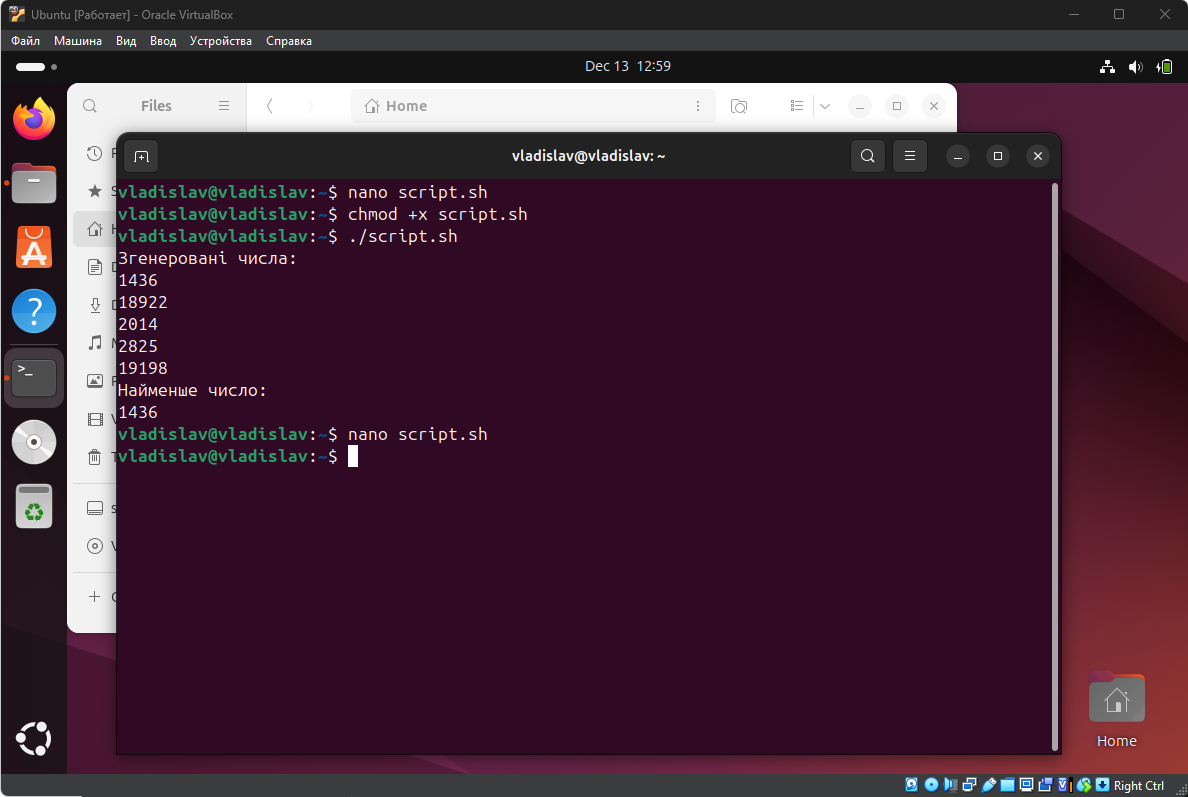 Ubuntu [Работает] - Oracle VirtualBox
Файл Машина Вид Ввод Устройства Справка
Dec 13 12:59
Files
Home
vladislav@vladislav: ~
vladislav@vladislav:~$ nano script.sh
vladislav@vladislav:~$ chmod +x script.sh
vladislav@vladislav:~$ ./script.sh
Згенеровані числа:
1436
18922
2014
2825
19198
Найменше число:
1436
vladislav@vladislav:~$ nano script.sh
vladislav@vladislav:~$
Home
Right Ctrl